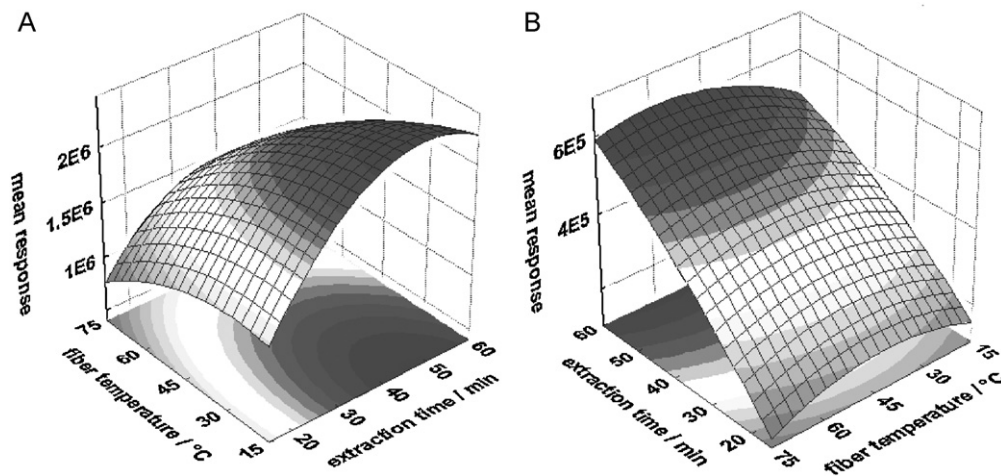 A
mean response
2E6
1.5E6
1E6
75
60
45
30
15
fiber temperature / °C
20
30
40
50
60
extraction time / min
B
mean response
6E5
4E5
60
50
40
30
20
extraction time / min
75
60
45
30
15
fiber temperature / °C